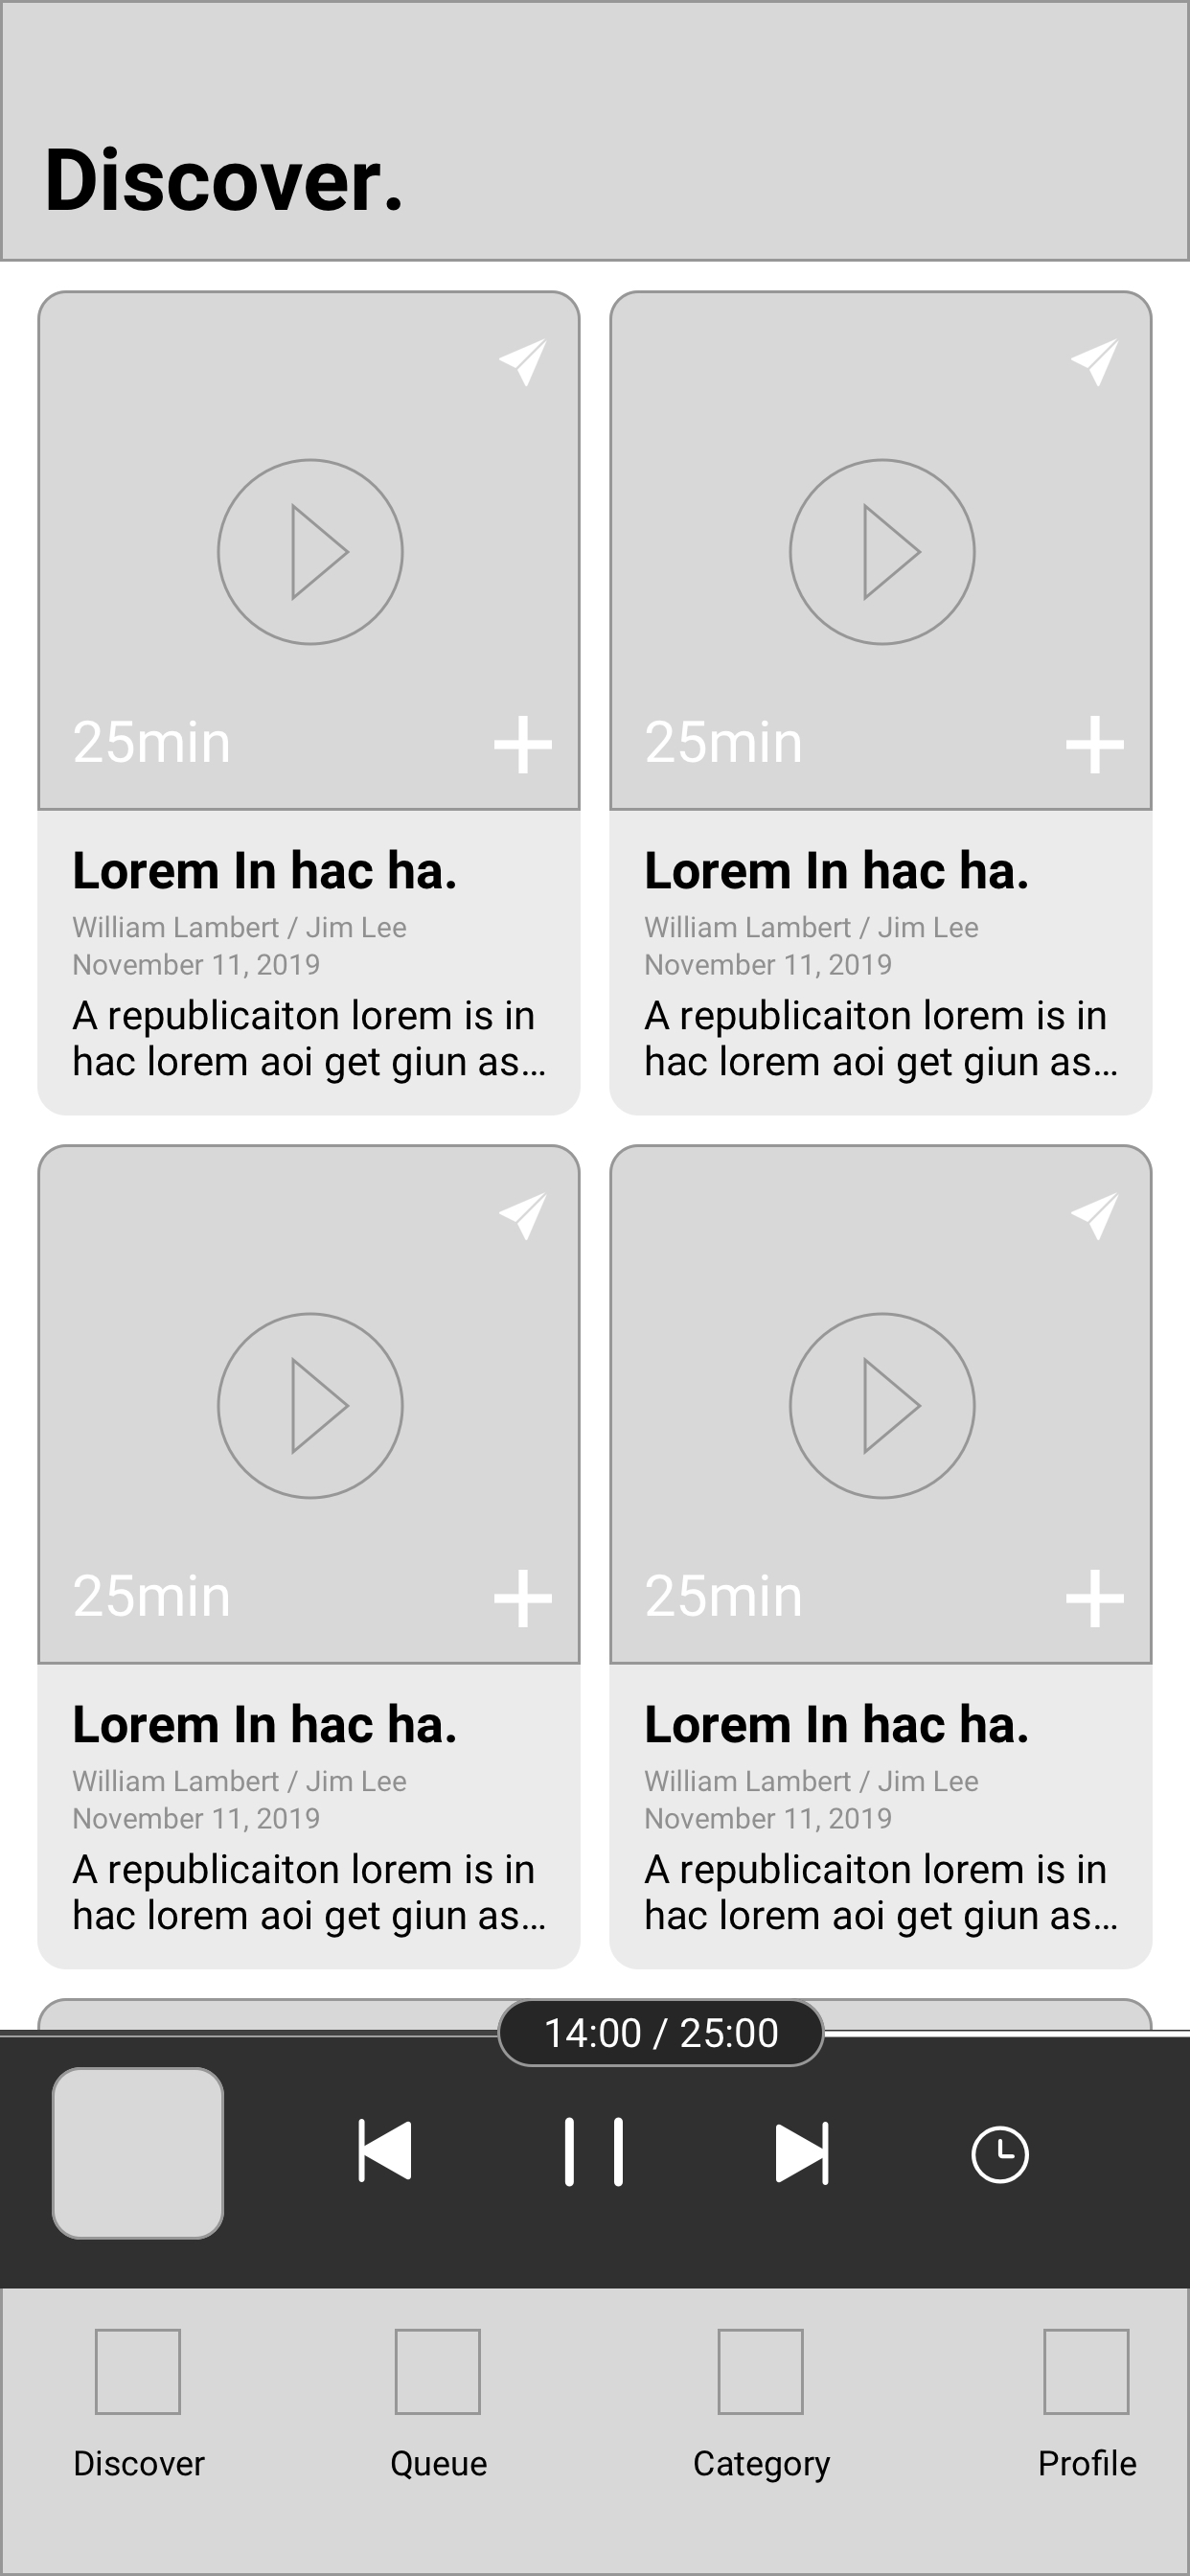 Discover.
25min
25min
Lorem In hac ha.
William Lambert / Jim Lee
November 11, 2019
A republicaiton lorem is in
hac lorem aoi get giun as...
Lorem In hac ha.
William Lambert / Jim Lee
November 11, 2019
A republicaiton lorem is in
hac lorem aoi get giun as...
25min
25min
Lorem In hac ha.
William Lambert / Jim Lee
November 11, 2019
A republicaiton lorem is in
hac lorem aoi get giun as...
Lorem In hac ha.
William Lambert / Jim Lee
November 11, 2019
A republicaiton lorem is in
hac lorem aoi get giun as...
14:00 / 25:00
Discover
Queue
Category
Profile